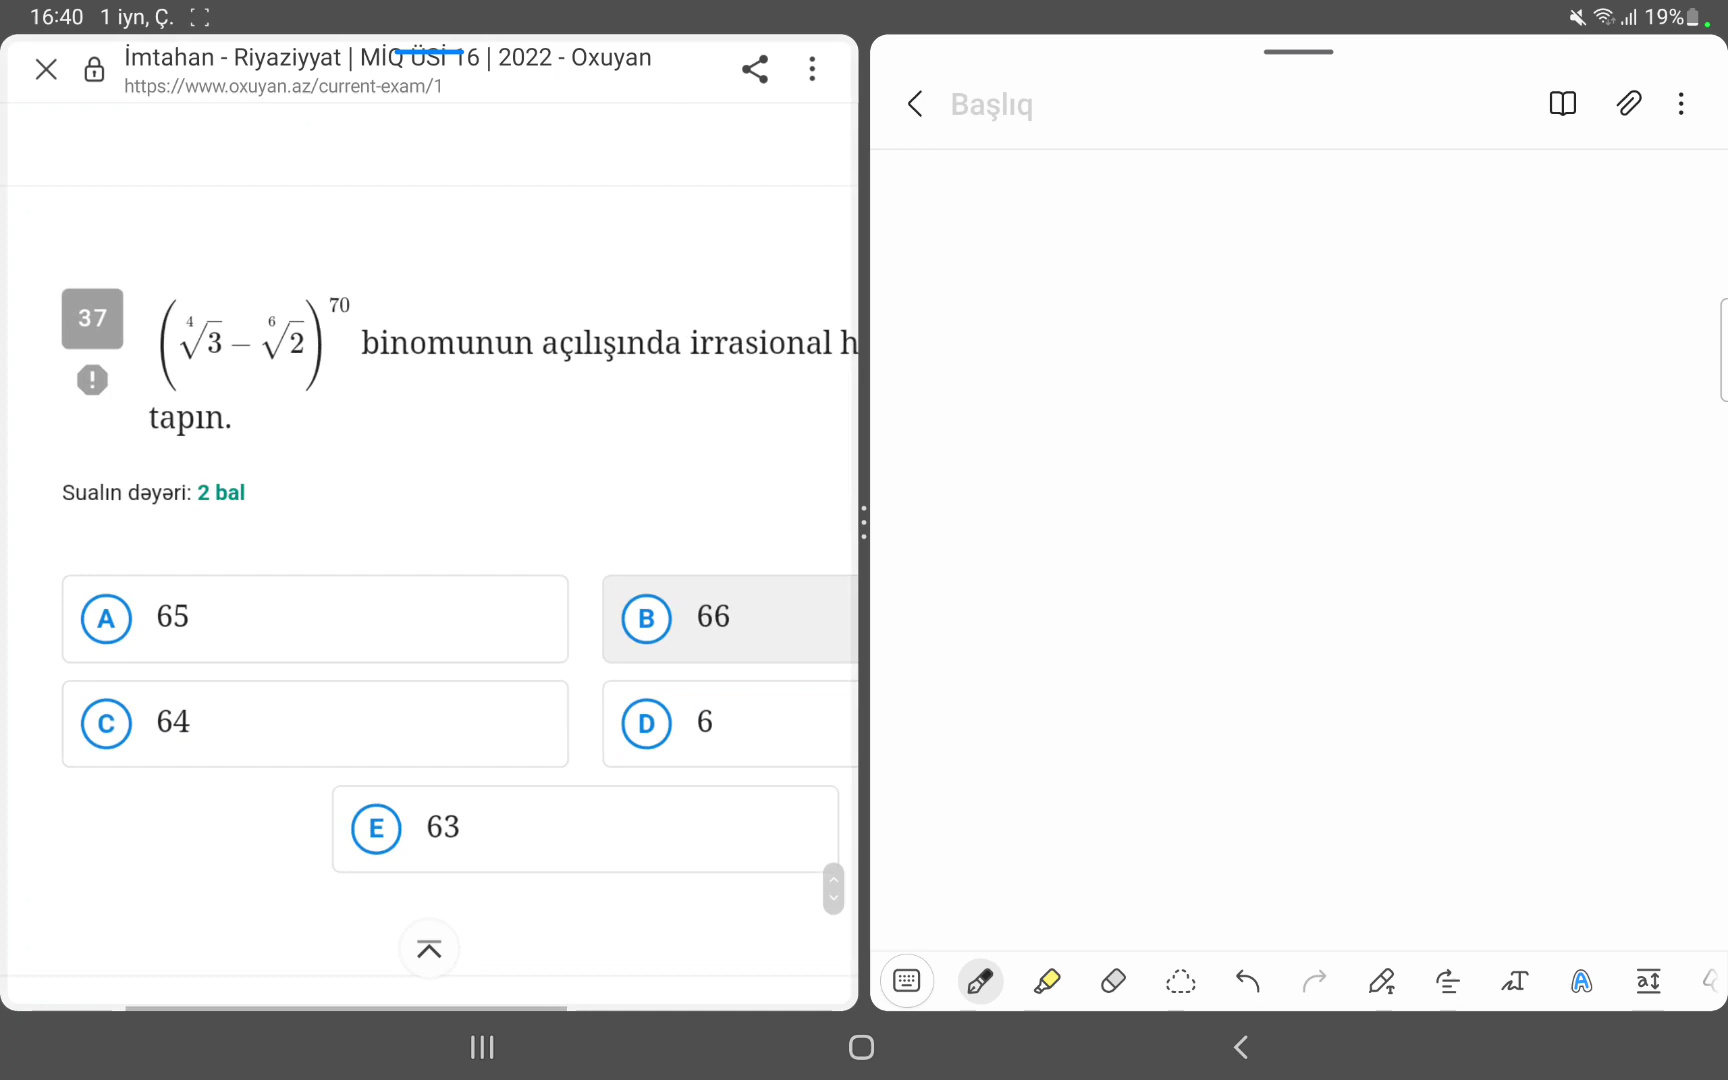 16:40 1 iyn, Ç. 19%
İmtahan - Riyaziyyat | MİQ ÜSİ 16 | 2022 - Oxuyan
https://www.oxuyan.az/current-exam/1
Başlıq
37 (⁴√3 − ⁶√2)⁷⁰ binomunun açılışında irrasional h
!
tapın.
Sualın dəyəri: 2 bal
A 65
B 66
C 64
D 6
E 63